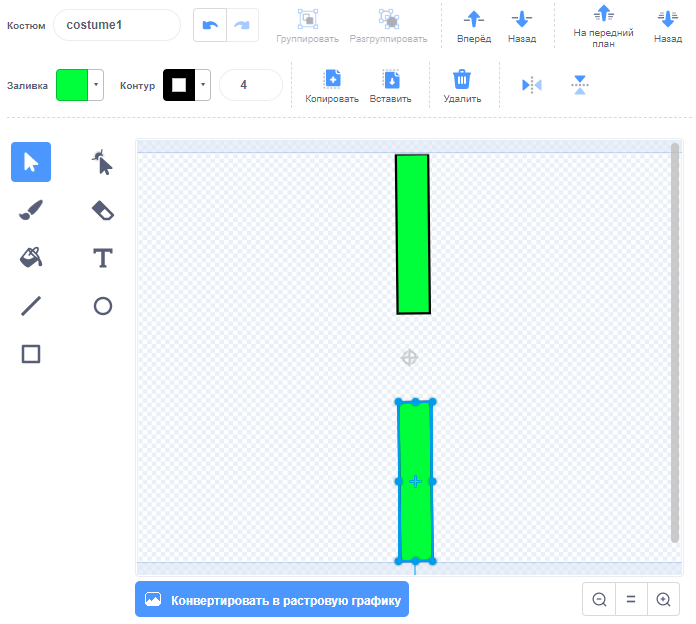 Костюм
costume1
Группировать
Разгруппировать
Вперёд
Назад
На передний
план
Назад
Заливка
Контур
4
Копировать
Вставить
Удалить
Конвертировать в растровую графику